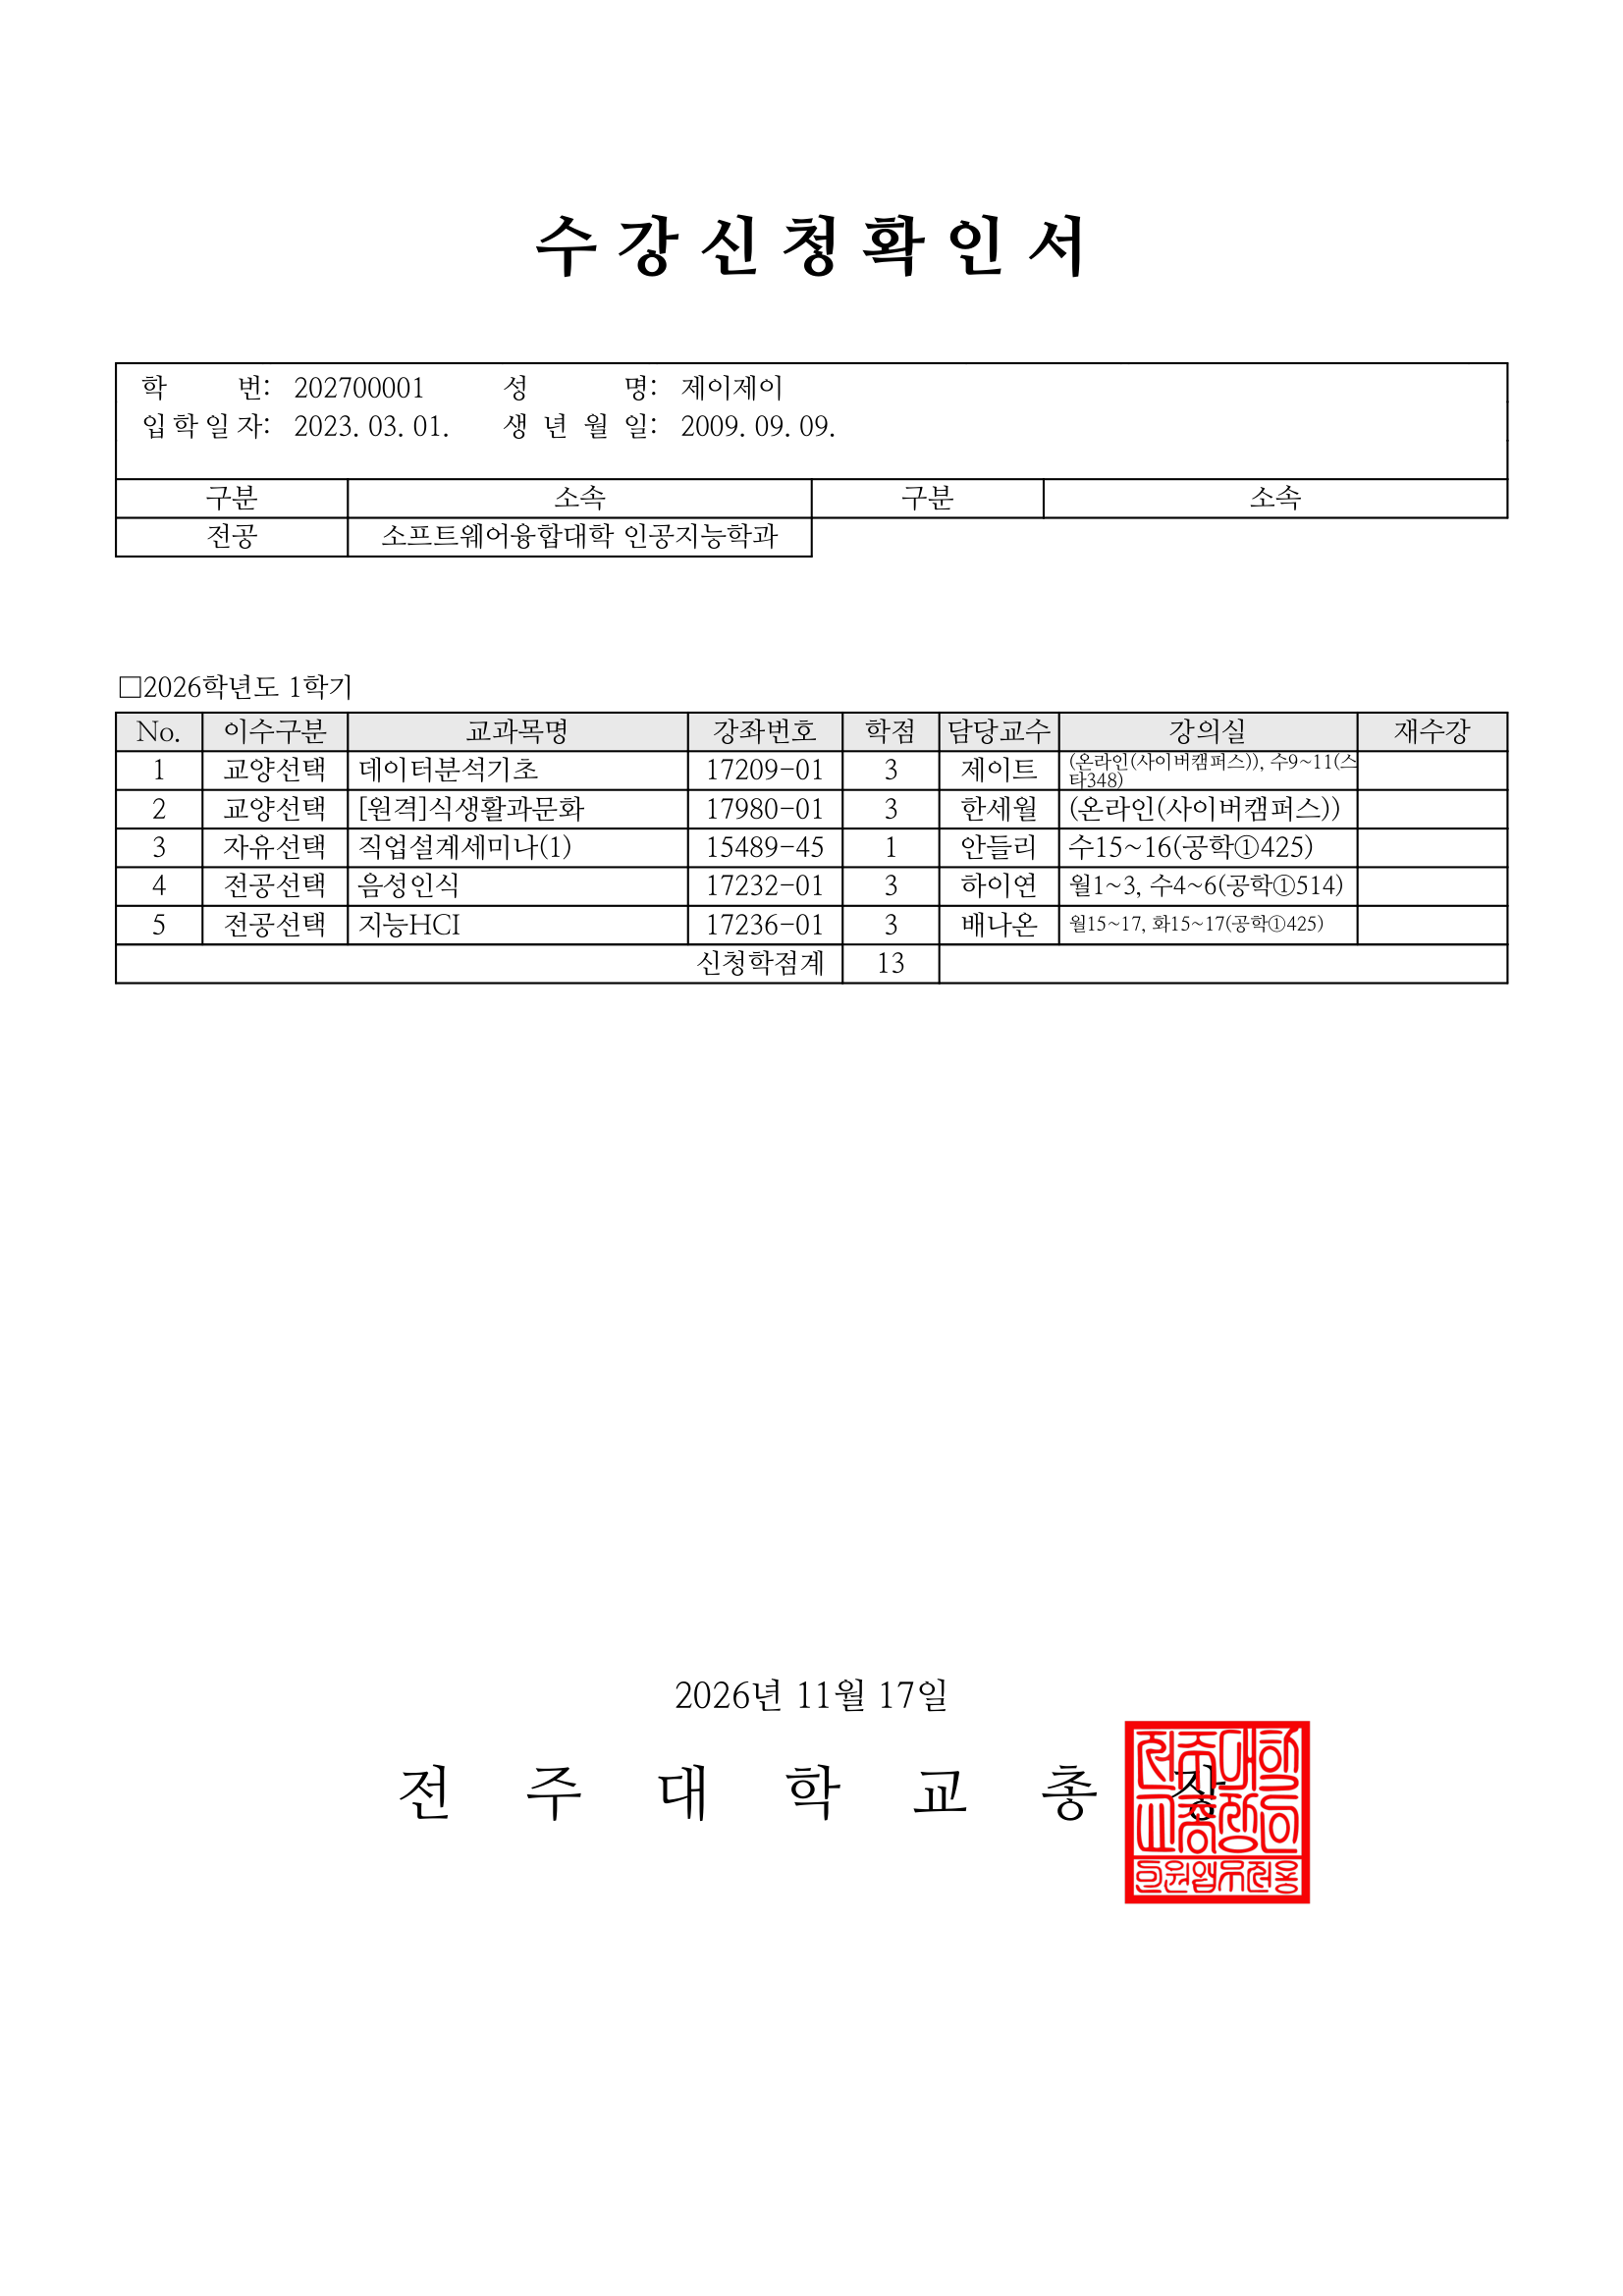 수강신청확인서
학 번: 202700001 성 명: 제이제이
입학일자: 2023. 03. 01. 생년월일: 2009. 09. 09.
구분 소속 구분 소속
전공 소프트웨어융합대학 인공지능학과
□2026학년도 1학기
No. 이수구분 교과목명 강좌번호 학점 담당교수 강의실 재수강
1 교양선택 데이터분석기초 17209-01 3 제이트 (온라인(사이버캠퍼스)), 수9~11(스
타348)
2 교양선택 [원격]식생활과문화 17980-01 3 한세월 (온라인(사이버캠퍼스))
3 자유선택 직업설계세미나(1) 15489-45 1 안들리 수15~16(공학①425)
4 전공선택 음성인식 17232-01 3 하이연 월1~3, 수4~6(공학①514)
5 전공선택 지능HCI 17236-01 3 배나온 월15~17, 화15~17(공학①425)
신청학점계 13
2026년 11월 17일
전 주 대 학 교 총 장